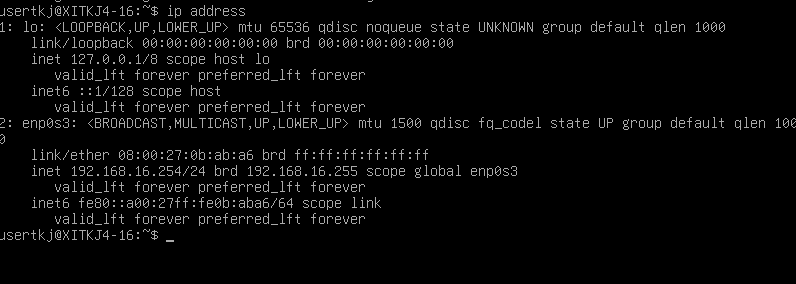 usertkj@XITKJ4-16:~$ ip address
1: lo: <LOOPBACK,UP,LOWER_UP> mtu 65536 qdisc noqueue state UNKNOWN group default qlen 1000
    link/loopback 00:00:00:00:00:00 brd 00:00:00:00:00:00
    inet 127.0.0.1/8 scope host lo
       valid_lft forever preferred_lft forever
    inet6 ::1/128 scope host
       valid_lft forever preferred_lft forever
2: enp0s3: <BROADCAST,MULTICAST,UP,LOWER_UP> mtu 1500 qdisc fq_codel state UP group default qlen 100
0
    link/ether 08:00:27:0b:ab:a6 brd ff:ff:ff:ff:ff:ff
    inet 192.168.16.254/24 brd 192.168.16.255 scope global enp0s3
       valid_lft forever preferred_lft forever
    inet6 fe80::a00:27ff:fe0b:aba6/64 scope link
       valid_lft forever preferred_lft forever
usertkj@XITKJ4-16:~$ _